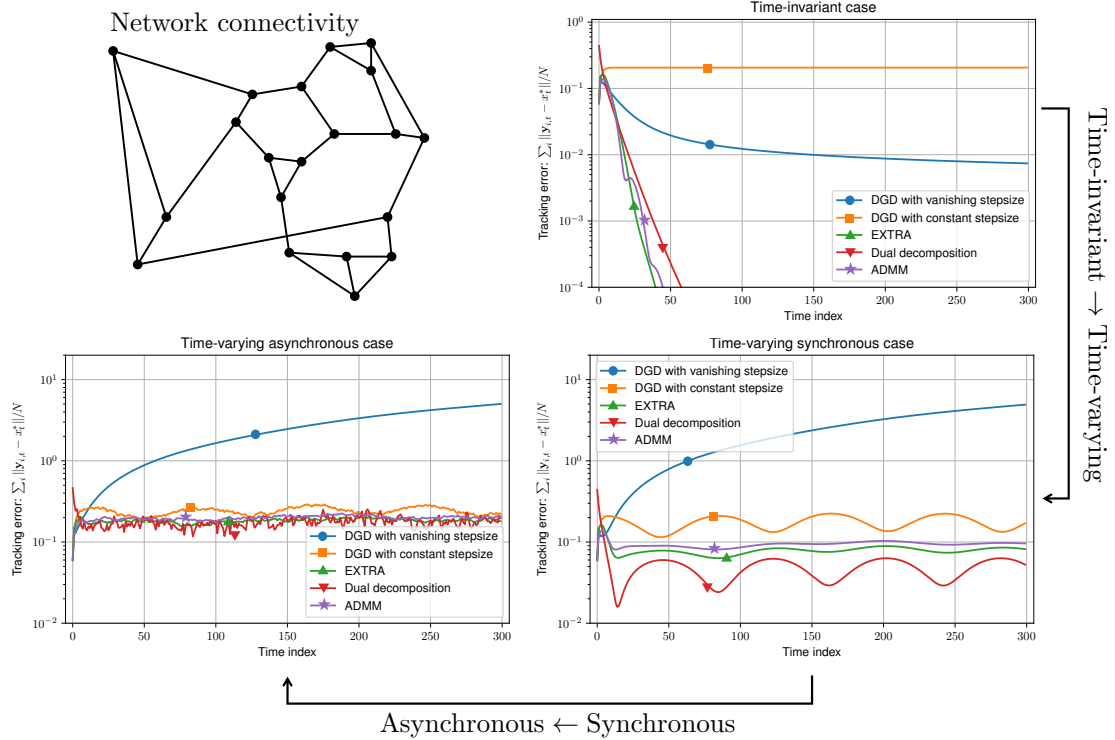 Network connectivity
Time-invariant case
Tracking error: ∑ᵢ ‖𝐲ᵢ,ₜ − xₜ*‖/N
10⁰
10⁻¹
10⁻²
10⁻³
10⁻⁴
DGD with vanishing stepsize
DGD with constant stepsize
EXTRA
Dual decomposition
ADMM
0 50 100 150 200 250 300
Time index
Time-invariant → Time-varying
Time-varying asynchronous case
Tracking error: ∑ᵢ ‖𝐲ᵢ,ₜ − xₜ*‖/N
10¹
10⁰
10⁻¹
10⁻²
DGD with vanishing stepsize
DGD with constant stepsize
EXTRA
Dual decomposition
ADMM
0 50 100 150 200 250 300
Time index
Time-varying synchronous case
Tracking error: ∑ᵢ ‖𝐲ᵢ,ₜ − xₜ*‖/N
10¹
10⁰
10⁻¹
10⁻²
DGD with vanishing stepsize
DGD with constant stepsize
EXTRA
Dual decomposition
ADMM
0 50 100 150 200 250 300
Time index
Asynchronous ← Synchronous